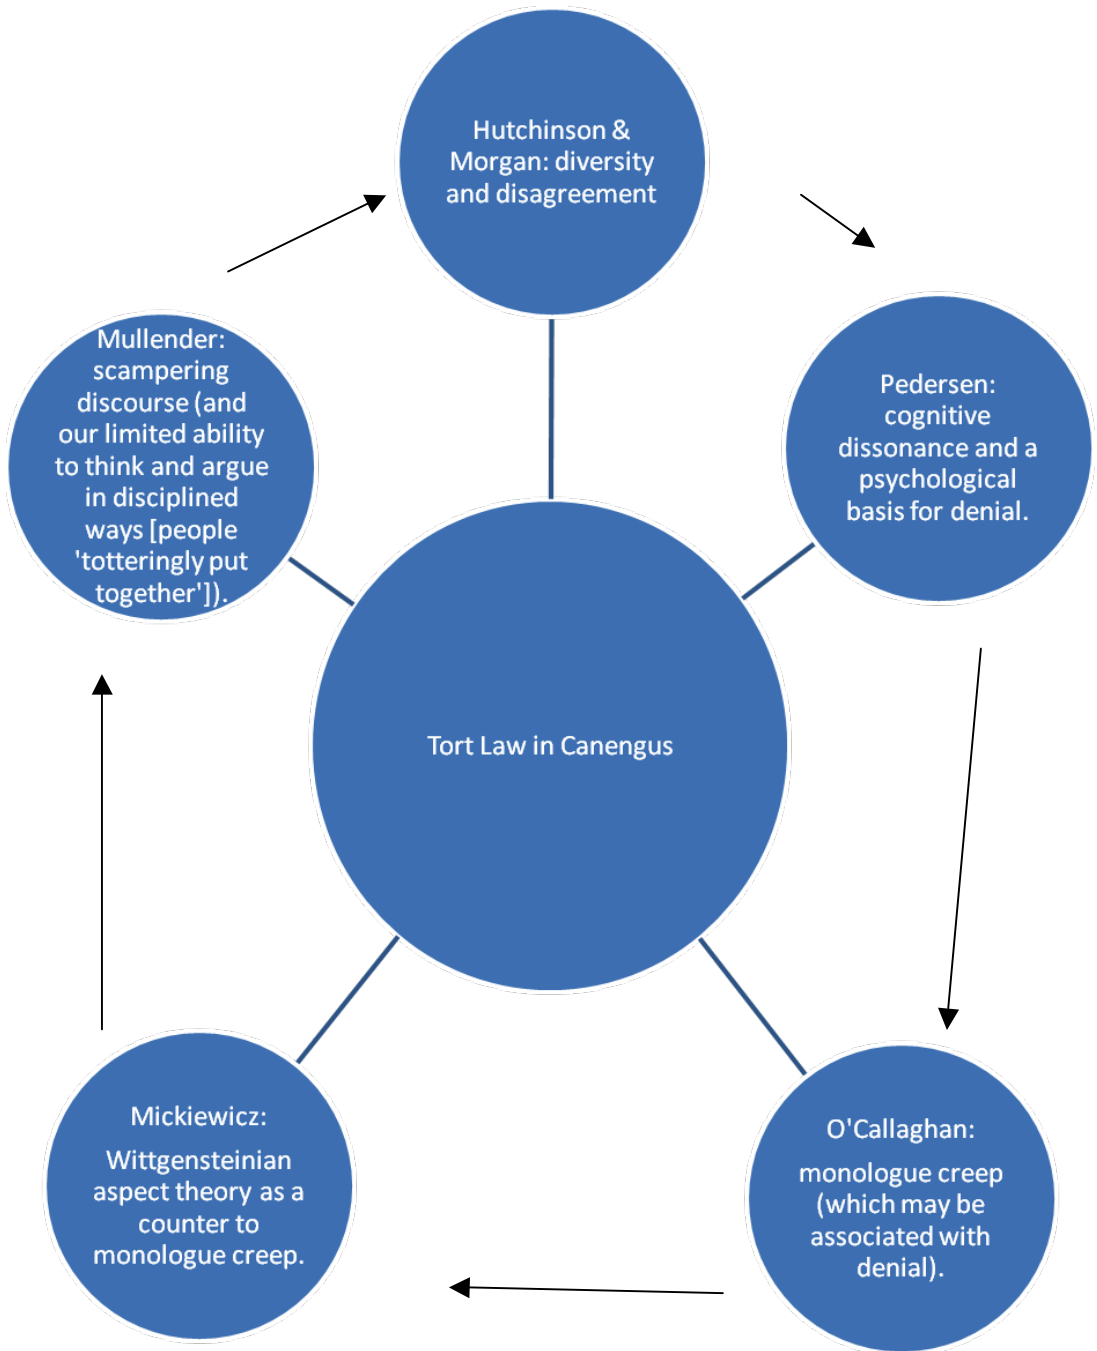 Hutchinson &
Morgan: diversity
and disagreement
Pedersen:
cognitive
dissonance and a
psychological
basis for denial.
O'Callaghan:
monologue creep
(which may be
associated with
denial).
Mickiewicz:
Wittgensteinian
aspect theory as a
counter to
monologue creep.
Mullender:
scampering
discourse (and
our limited ability
to think and argue
in disciplined
ways [people
'totteringly put
together']).
Tort Law in Canengus